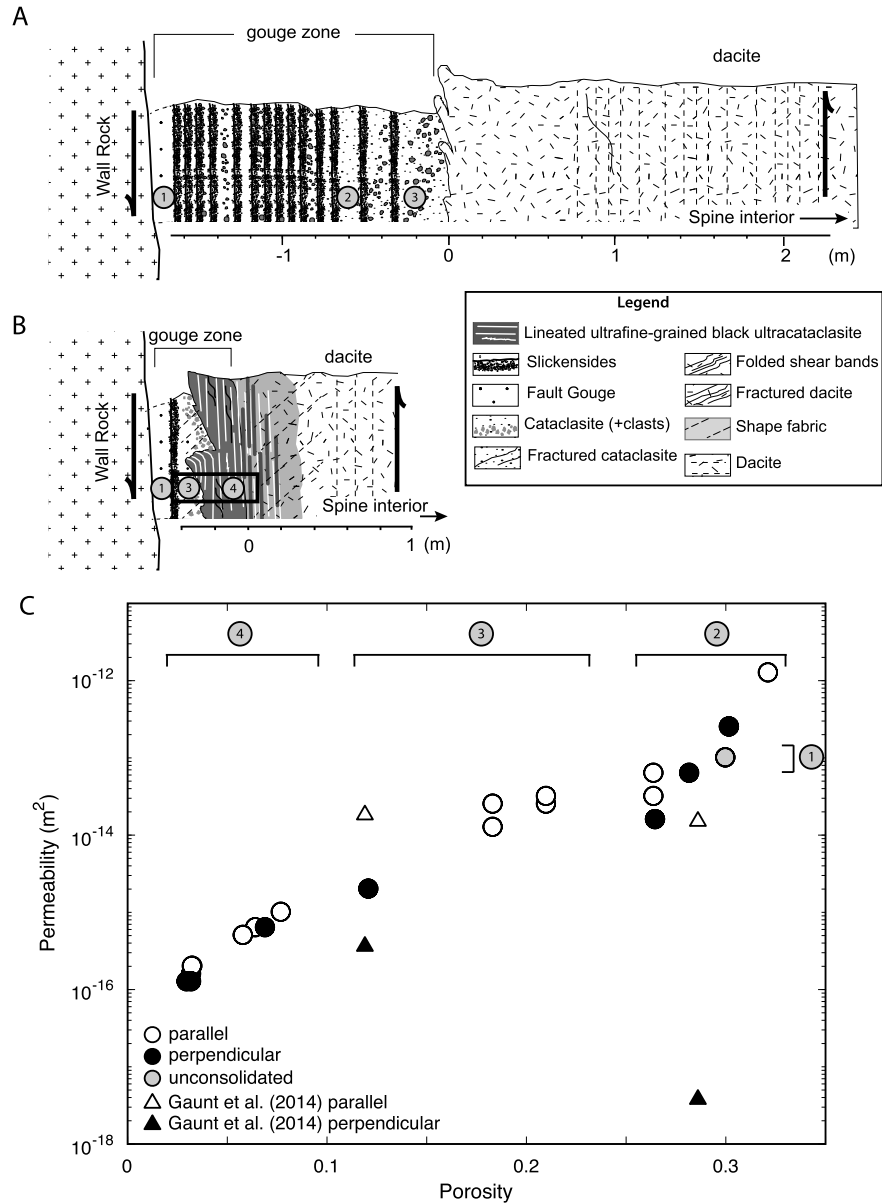 A
gouge zone
dacite
Wall Rock
1
2
3
Spine interior
-1
0
1
2
(m)
B
gouge zone
dacite
Wall Rock
1
3
4
Spine interior
0
1
(m)
Legend
Lineated ultrafine-grained black ultracataclasite
Slickensides
Folded shear bands
Fault Gouge
Fractured dacite
Cataclasite (+clasts)
Shape fabric
Fractured cataclasite
Dacite
C
4
3
2
1
10-12
10-14
10-16
10-18
Permeability (m2)
parallel
perpendicular
unconsolidated
Gaunt et al. (2014) parallel
Gaunt et al. (2014) perpendicular
0
0.1
0.2
0.3
Porosity